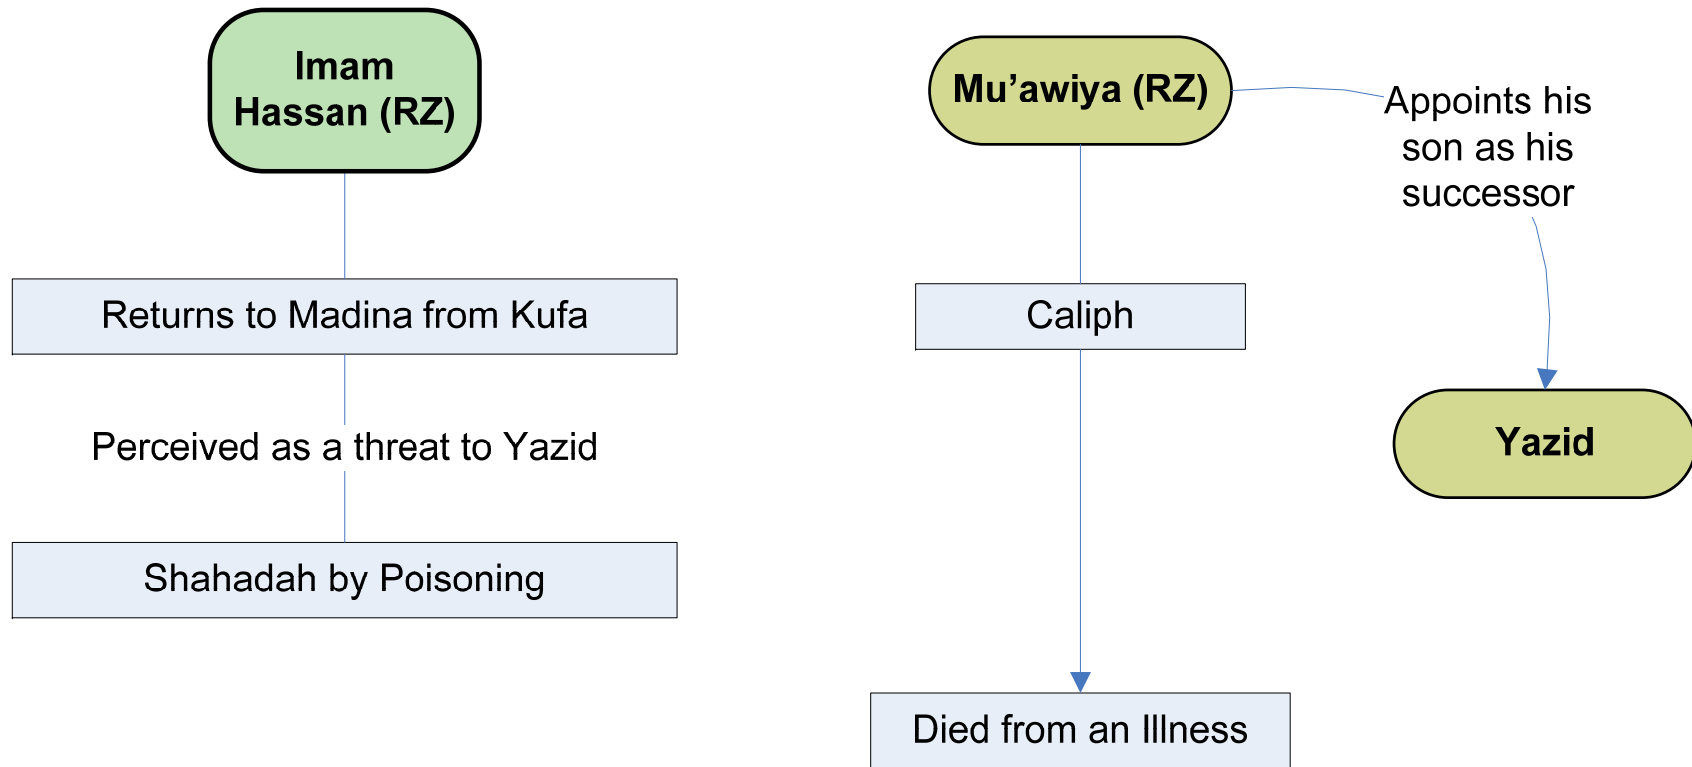 Imam
Hassan (RZ)
Returns to Madina from Kufa
Perceived as a threat to Yazid
Shahadah by Poisoning
Mu’awiya (RZ)
Appoints his
son as his
successor
Caliph
Yazid
Died from an Illness